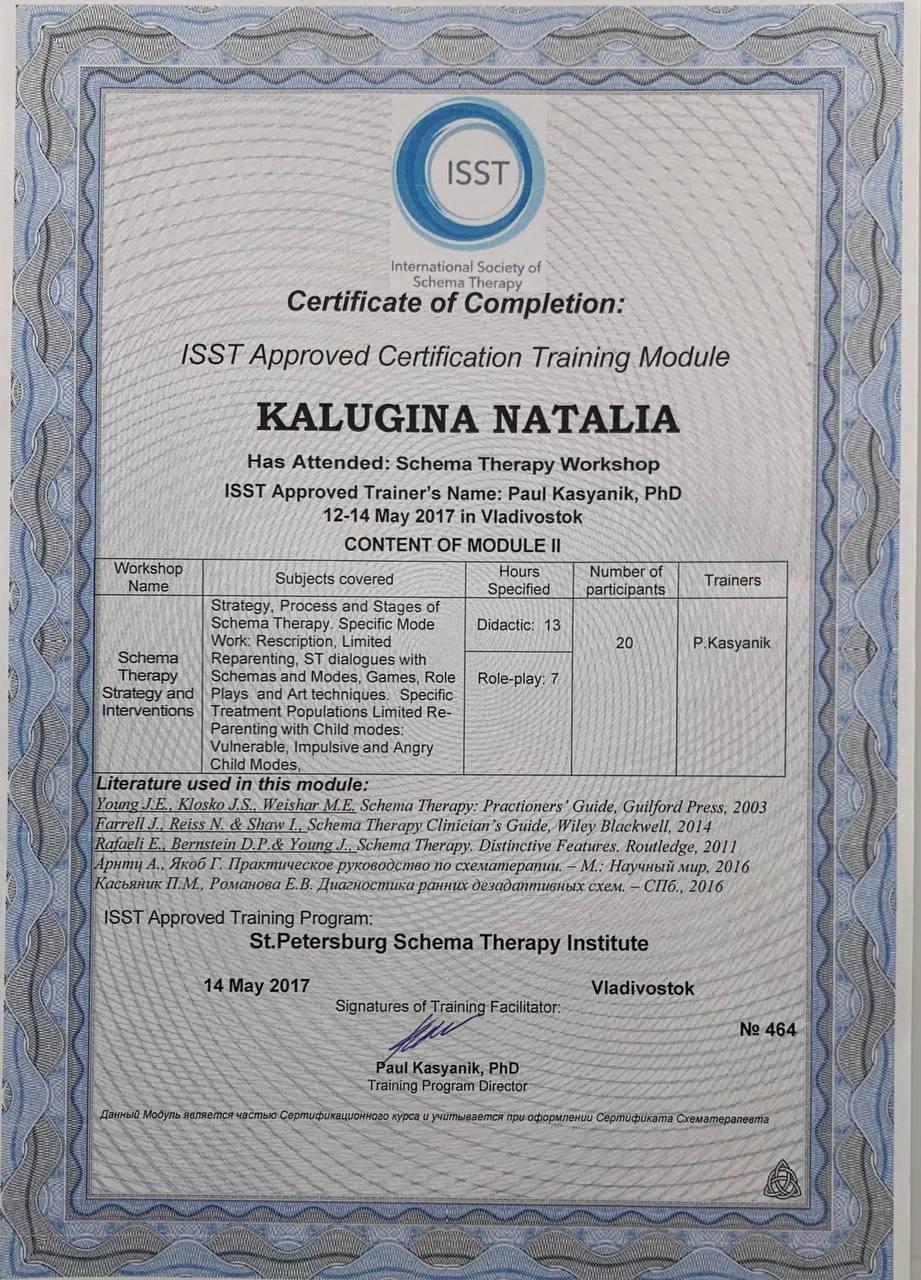 ISST
International Society of
Schema Therapy
Certificate of Completion:
ISST Approved Certification Training Module
KALUGINA NATALIA
Has Attended: Schema Therapy Workshop
ISST Approved Trainer's Name: Paul Kasyanik, PhD
12-14 May 2017 in Vladivostok
CONTENT OF MODULE II
Workshop
Name
Subjects covered
Hours
Specified
Number of
participants
Trainers
Schema
Therapy
Strategy and
Interventions
Strategy, Process and Stages of
Schema Therapy. Specific Mode
Work: Rescription, Limited
Reparenting, ST dialogues with
Schemas and Modes, Games, Role
Plays and Art techniques. Specific
Treatment Populations Limited Re-
Parenting with Child modes:
Vulnerable, Impulsive and Angry
Child Modes,
Didactic: 13
Role-play: 7
20
P.Kasyanik
Literature used in this module:
Young J.E., Klosko J.S., Weishar M.E. Schema Therapy: Practioners' Guide, Guilford Press, 2003
Farrell J., Reiss N. & Shaw I., Schema Therapy Clinician's Guide, Wiley Blackwell, 2014
Rafaeli E., Bernstein D.P.& Young J., Schema Therapy. Distinctive Features. Routledge, 2011
Арнтц А., Якоб Г. Практическое руководство по схематерапии. – М.: Научный мир, 2016
Касьяник П.М., Романова Е.В. Диагностика ранних дезадаптивных схем. – СПб., 2016
ISST Approved Training Program:
St.Petersburg Schema Therapy Institute
14 May 2017
Vladivostok
Signatures of Training Facilitator:
№ 464
Paul Kasyanik, PhD
Training Program Director
Данный Модуль является частью Сертификационного курса и учитывается при оформлении Сертификата Схематерапевта